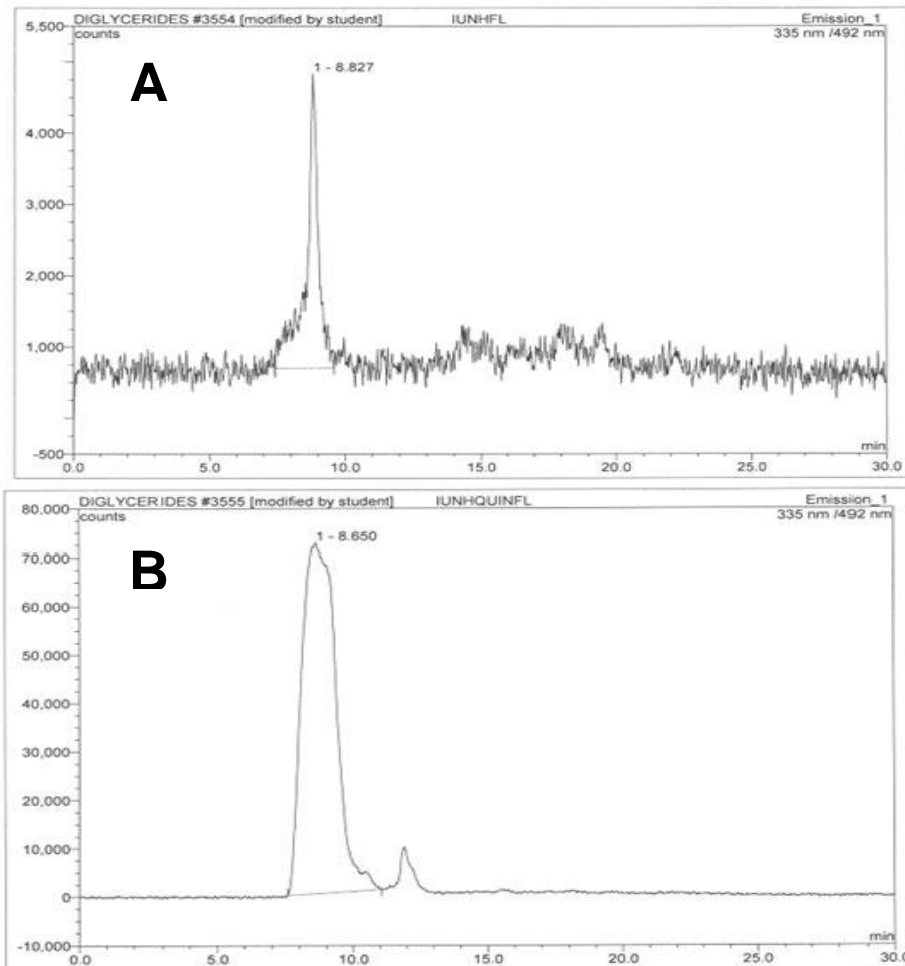 DIGLYCERIDES #3554 [modified by student] IUNHFL Emission_1
5,500 counts 335 nm /492 nm
A
1 - 8.827
4,000
3,000
2,000
1,000
-500 min
0.0 5.0 10.0 15.0 20.0 25.0 30.0
DIGLYCERIDES #3555 [modified by student] IUNHQUINFL Emission_1
80,000 counts 335 nm /492 nm
B
1 - 8.650
70,000
60,000
50,000
40,000
30,000
20,000
10,000
0
-10,000 min
0.0 5.0 10.0 15.0 20.0 25.0 30.0